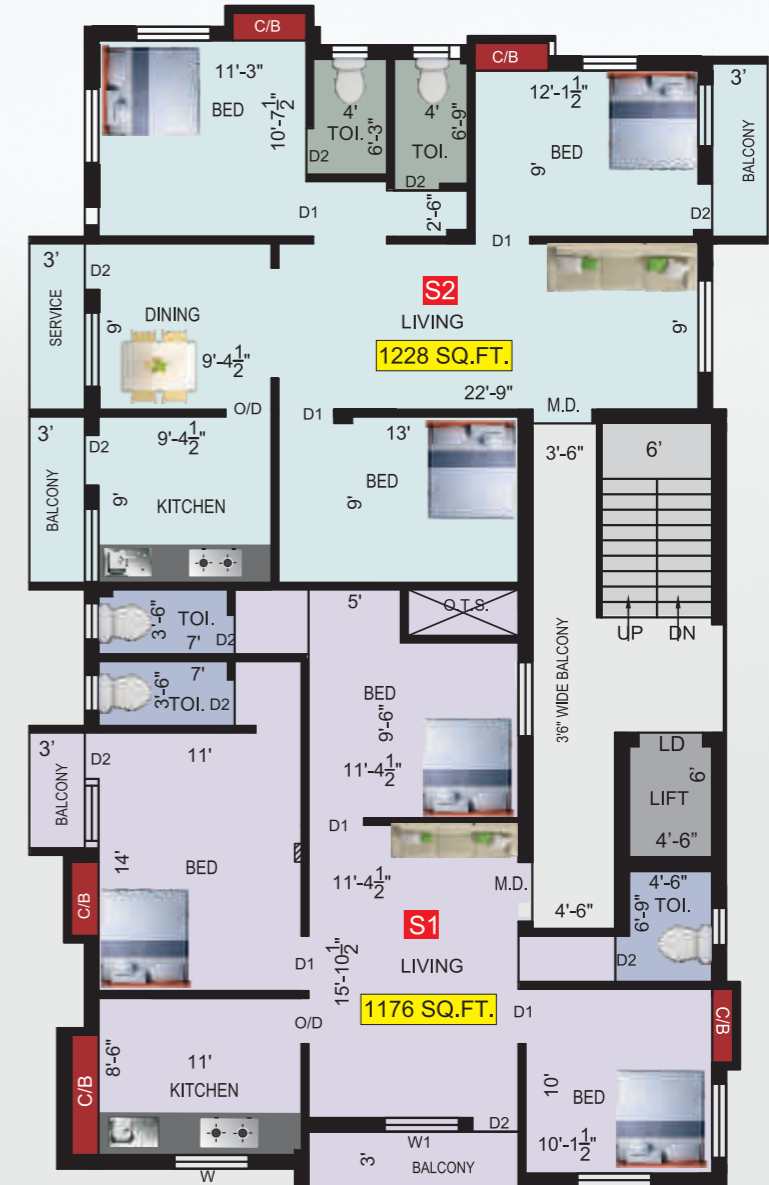 C/B
C/B
11'-3"
BED
10'-7½"
4'
TOI.
6'-3"
D2
4'
TOI.
6'-9"
D2
12'-1½"
BED
9'
3'
BALCONY
D2
D1
2'-6"
D1
3'
SERVICE
D2
DINING
9'
9'-4½"
S2
LIVING
1228 SQ.FT.
22'-9"
9'
O/D
D1
M.D.
3'
BALCONY
D2
9'-4½"
9'
KITCHEN
13'
BED
9'
3'-6"
6'
UP
DN
3'6" WIDE BALCONY
3'-6"
TOI.
7'
D2
5'
O.T.S.
3'-6"
7'
TOI.
D2
BED
9'-6"
11'-4½"
3'
BALCONY
D2
11'
14'
BED
C/B
D1
D1
LD
LIFT
6'
4'-6"
11'-4½"
M.D.
4'-6"
4'-6"
TOI.
6'-9"
D2
S1
LIVING
15'-10½"
1176 SQ.FT.
O/D
D1
C/B
C/B
8'-6"
11'
KITCHEN
10'
BED
10'-1½"
D2
W1
W
3'
BALCONY